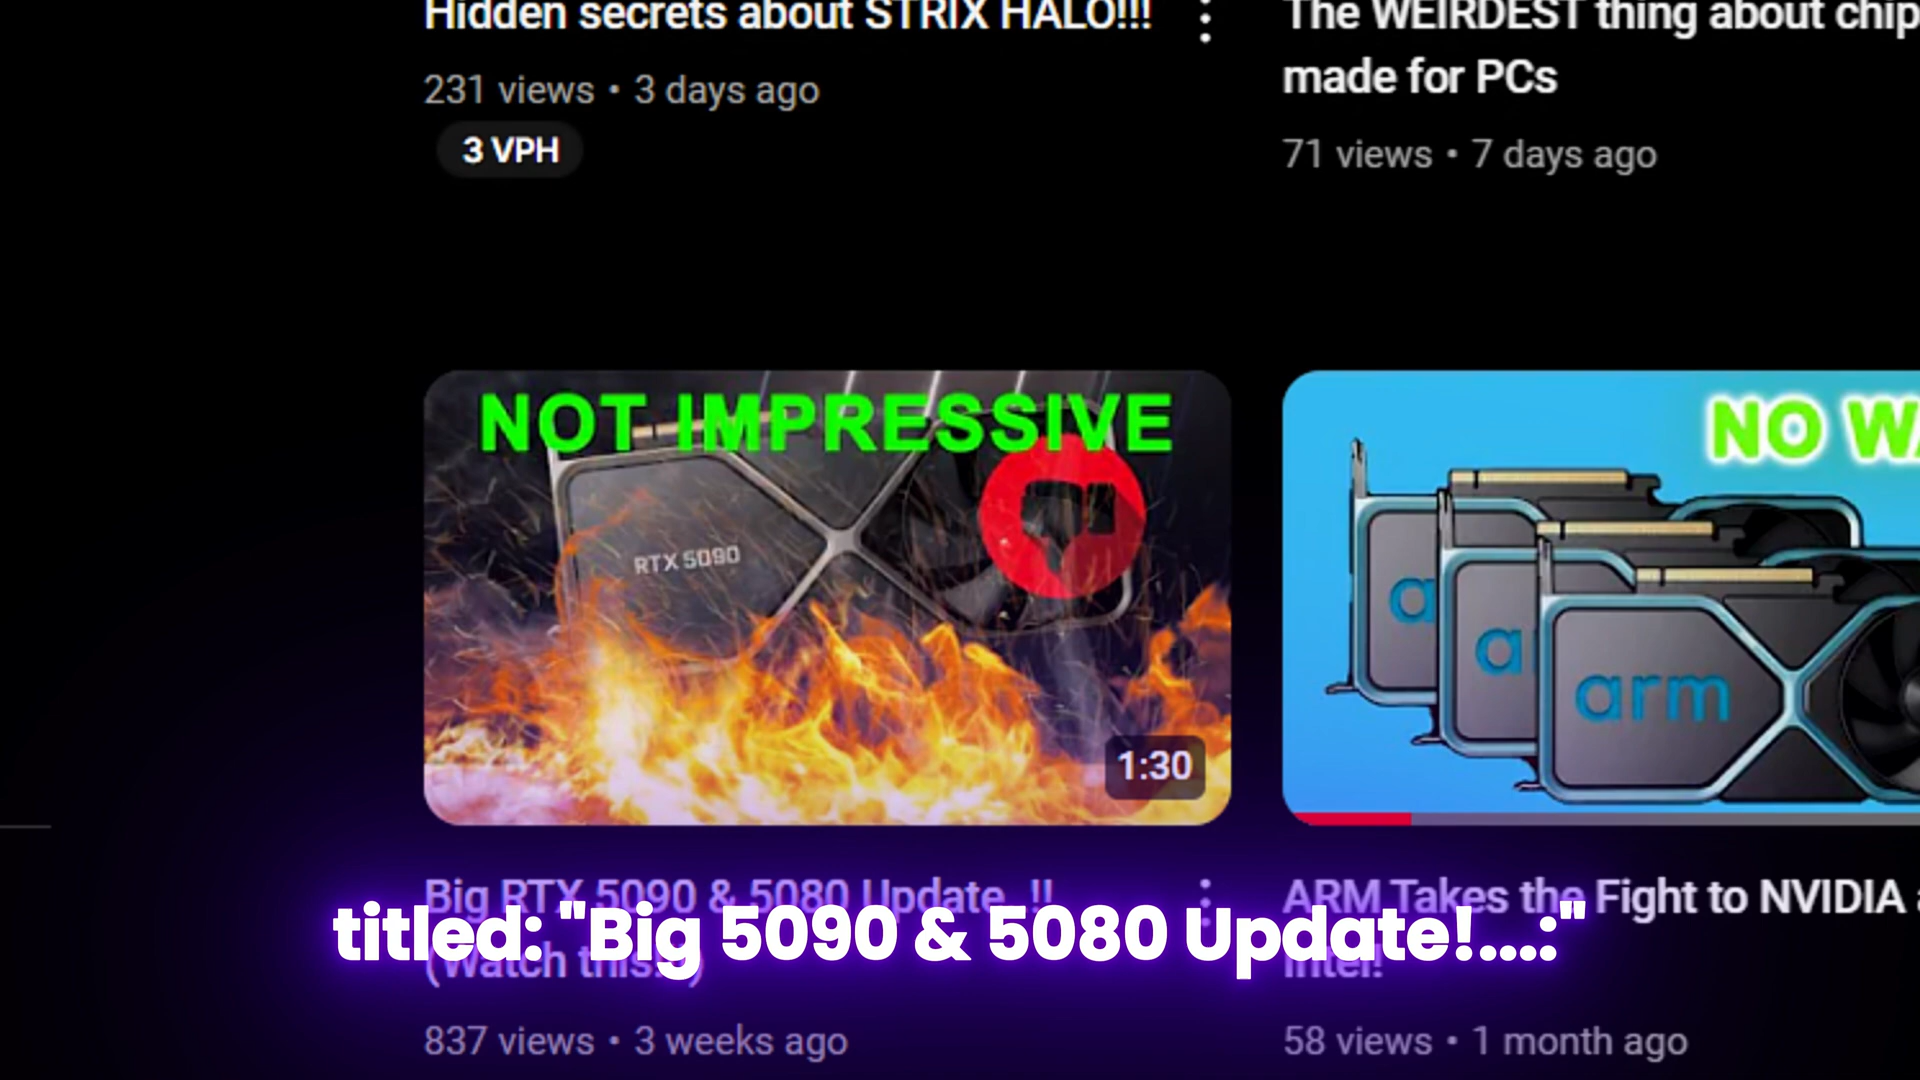 Hidden secrets about STRIX HALO!!!
231 views • 3 days ago
3 VPH
The WEIRDEST thing about chip
made for PCs
71 views • 7 days ago
NOT IMPRESSIVE
RTX 5090
1:30
Big RTX 5090 & 5080 Update..!!
(Watch this
837 views • 3 weeks ago
NO W
a
a
arm
ARM Takes the Fight to NVIDIA
Intel!
58 views • 1 month ago
titled: "Big 5090 & 5080 Update!...:"